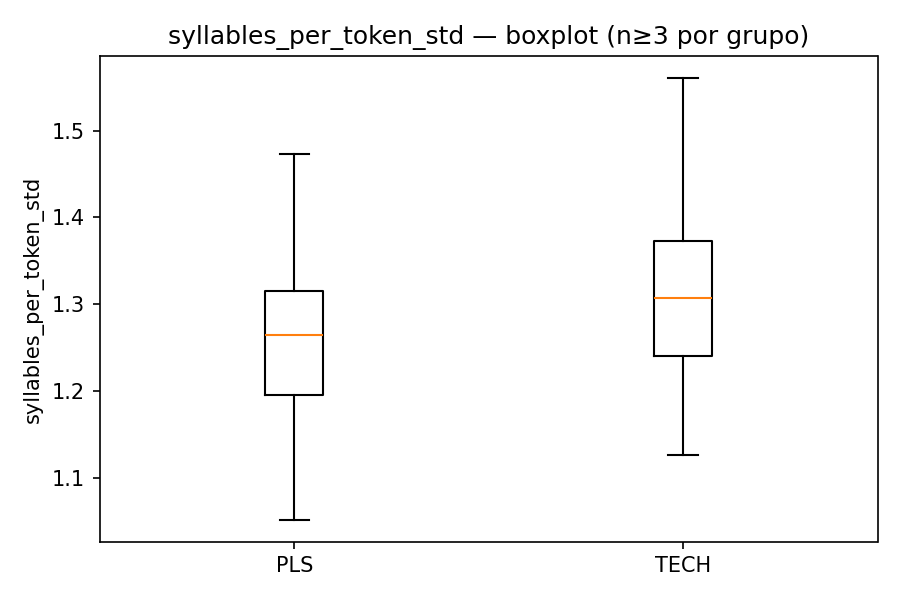 syllables_per_token_std — boxplot (n≥3 por grupo)
syllables_per_token_std
1.5
1.4
1.3
1.2
1.1
PLS
TECH